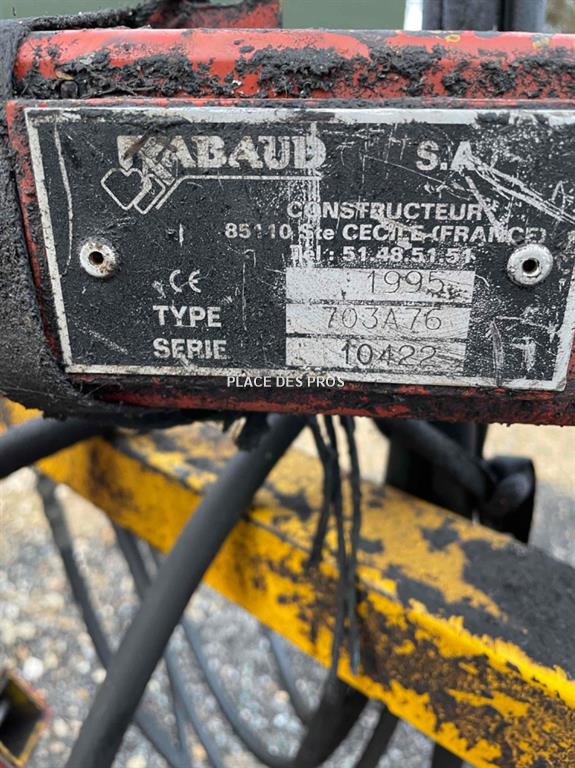 RABAUD S.A
CONSTRUCTEUR
85110 Ste CECILE (FRANCE)
Tél : 51.48.51.51
CE 1995
TYPE 703A76
SERIE 10422
PLACE DES PROS